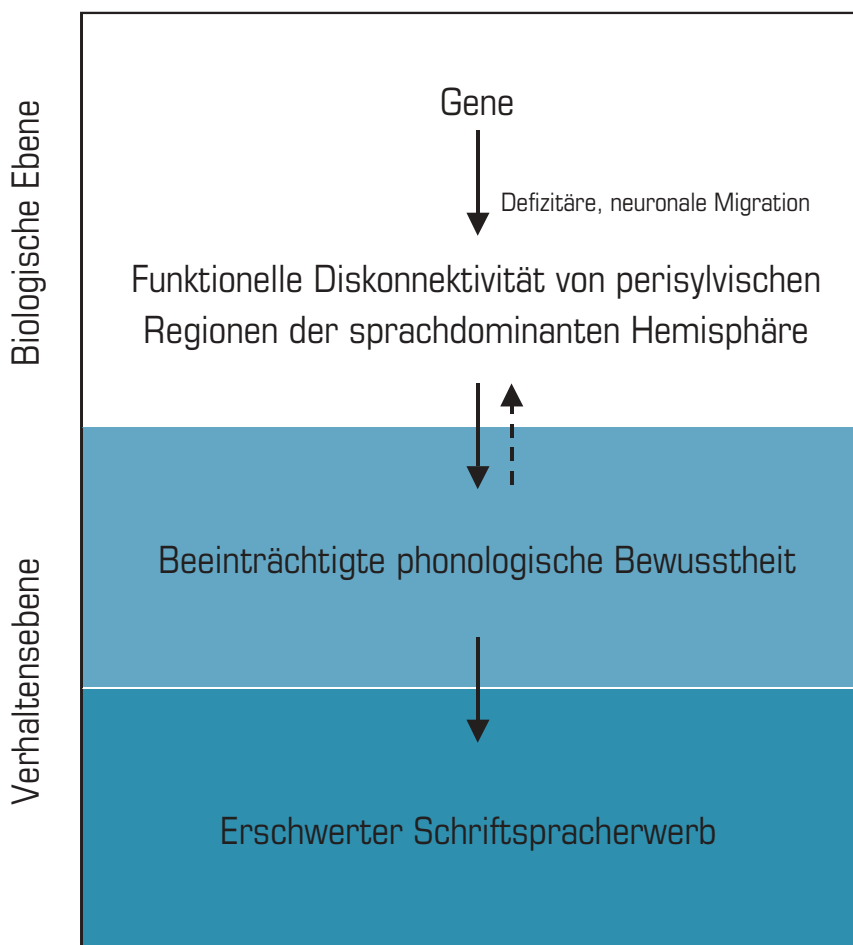 Biologische Ebene
Gene
Defizitäre, neuronale Migration
Funktionelle Diskonnektivität von perisylvischen
Regionen der sprachdominanten Hemisphäre
Verhaltensebene
Beeinträchtigte phonologische Bewusstheit
Erschwerter Schriftspracherwerb